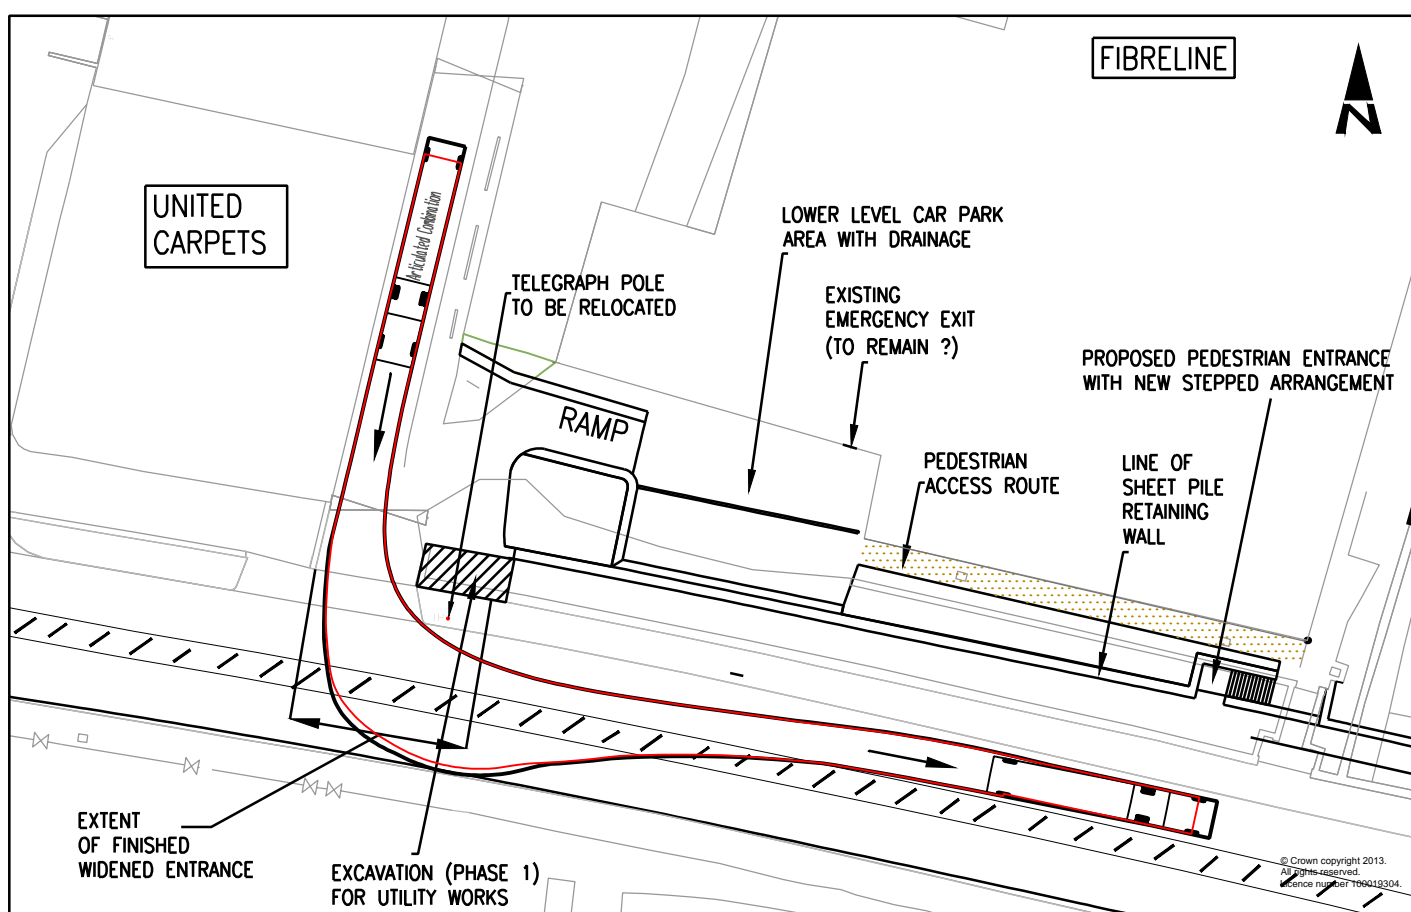 FIBRELINE
N
UNITED
CARPETS
Articulated Combination
LOWER LEVEL CAR PARK
AREA WITH DRAINAGE
TELEGRAPH POLE
TO BE RELOCATED
EXISTING
EMERGENCY EXIT
(TO REMAIN ?)
PROPOSED PEDESTRIAN ENTRANCE
WITH NEW STEPPED ARRANGEMENT
RAMP
PEDESTRIAN
ACCESS ROUTE
LINE OF
SHEET PILE
RETAINING
WALL
EXTENT
OF FINISHED
WIDENED ENTRANCE
EXCAVATION (PHASE 1)
FOR UTILITY WORKS
© Crown copyright 2013.
All rights reserved.
Licence number 100019304.